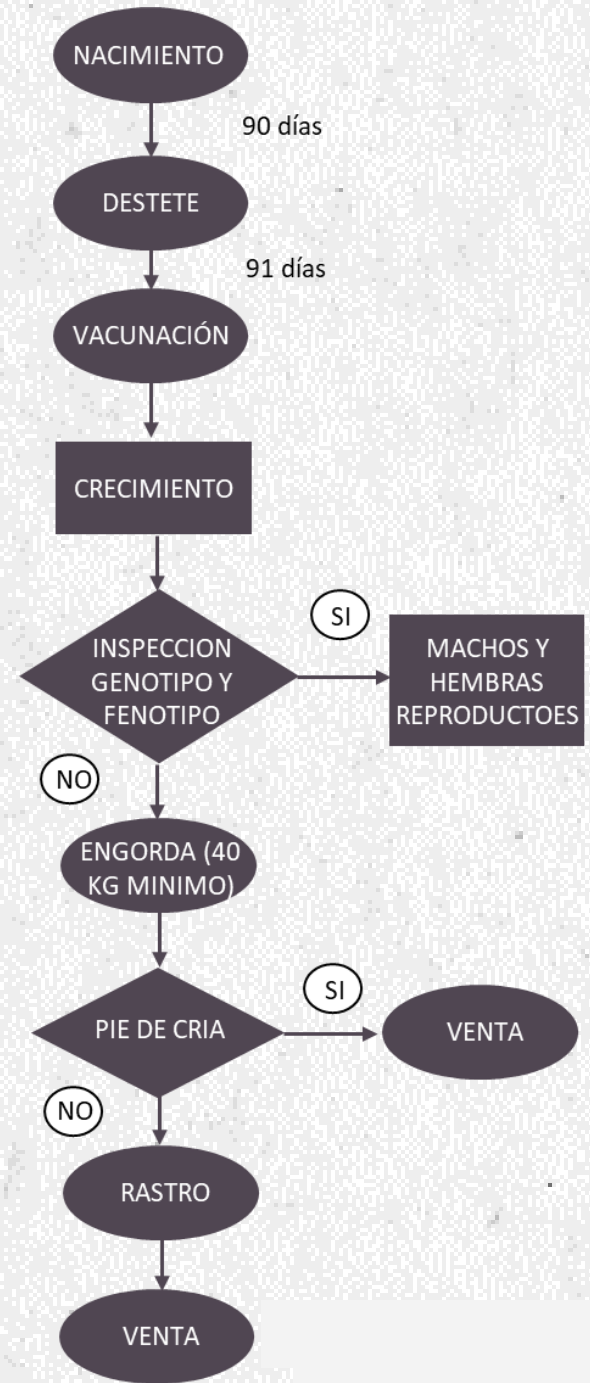 NACIMIENTO
90 días
DESTETE
91 días
VACUNACIÓN
CRECIMIENTO
INSPECCION
GENOTIPO Y
FENOTIPO
SI
MACHOS Y
HEMBRAS
REPRODUCTOES
NO
ENGORDA (40
KG MINIMO)
PIE DE CRIA
SI
VENTA
NO
RASTRO
VENTA